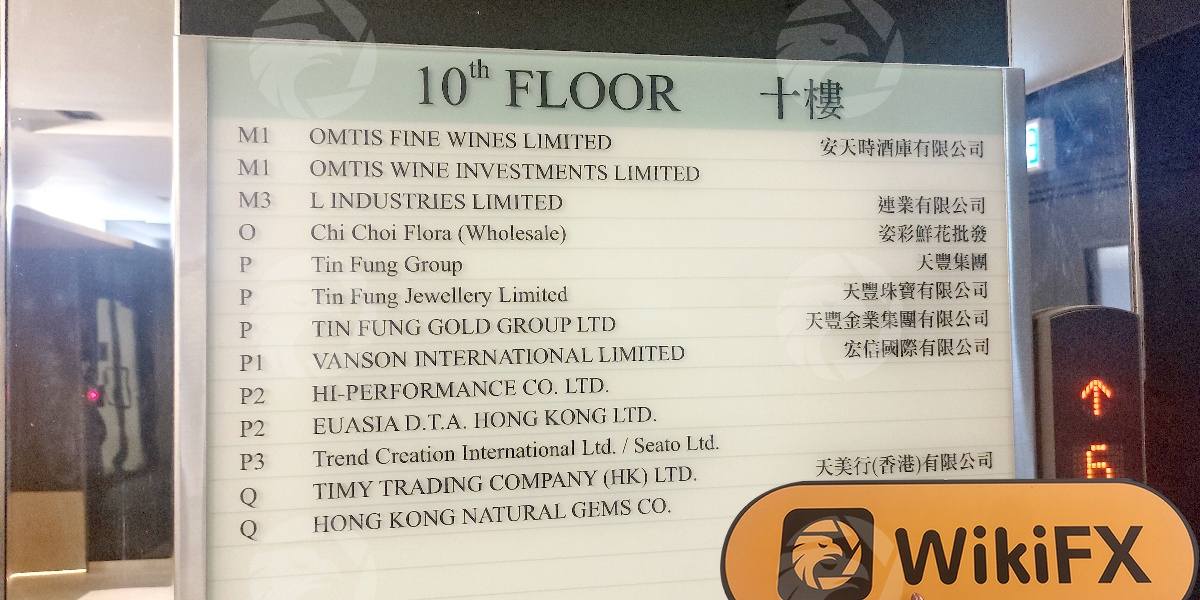 10th FLOOR 十樓
M1 OMTIS FINE WINES LIMITED 安天時酒庫有限公司
M1 OMTIS WINE INVESTMENTS LIMITED
M3 L INDUSTRIES LIMITED 連業有限公司
O Chi Choi Flora (Wholesale) 姿彩鮮花批發
P Tin Fung Group 天豐集團
P Tin Fung Jewellery Limited 天豐珠寶有限公司
P TIN FUNG GOLD GROUP LTD 天豐金業集團有限公司
P1 VANSON INTERNATIONAL LIMITED 宏信國際有限公司
P2 HI-PERFORMANCE CO. LTD.
P2 EUASIA D.T.A. HONG KONG LTD.
P3 Trend Creation International Ltd. / Seato Ltd.
Q TIMY TRADING COMPANY (HK) LTD. 天美行(香港)有限公司
Q HONG KONG NATURAL GEMS CO.
6
WikiFX